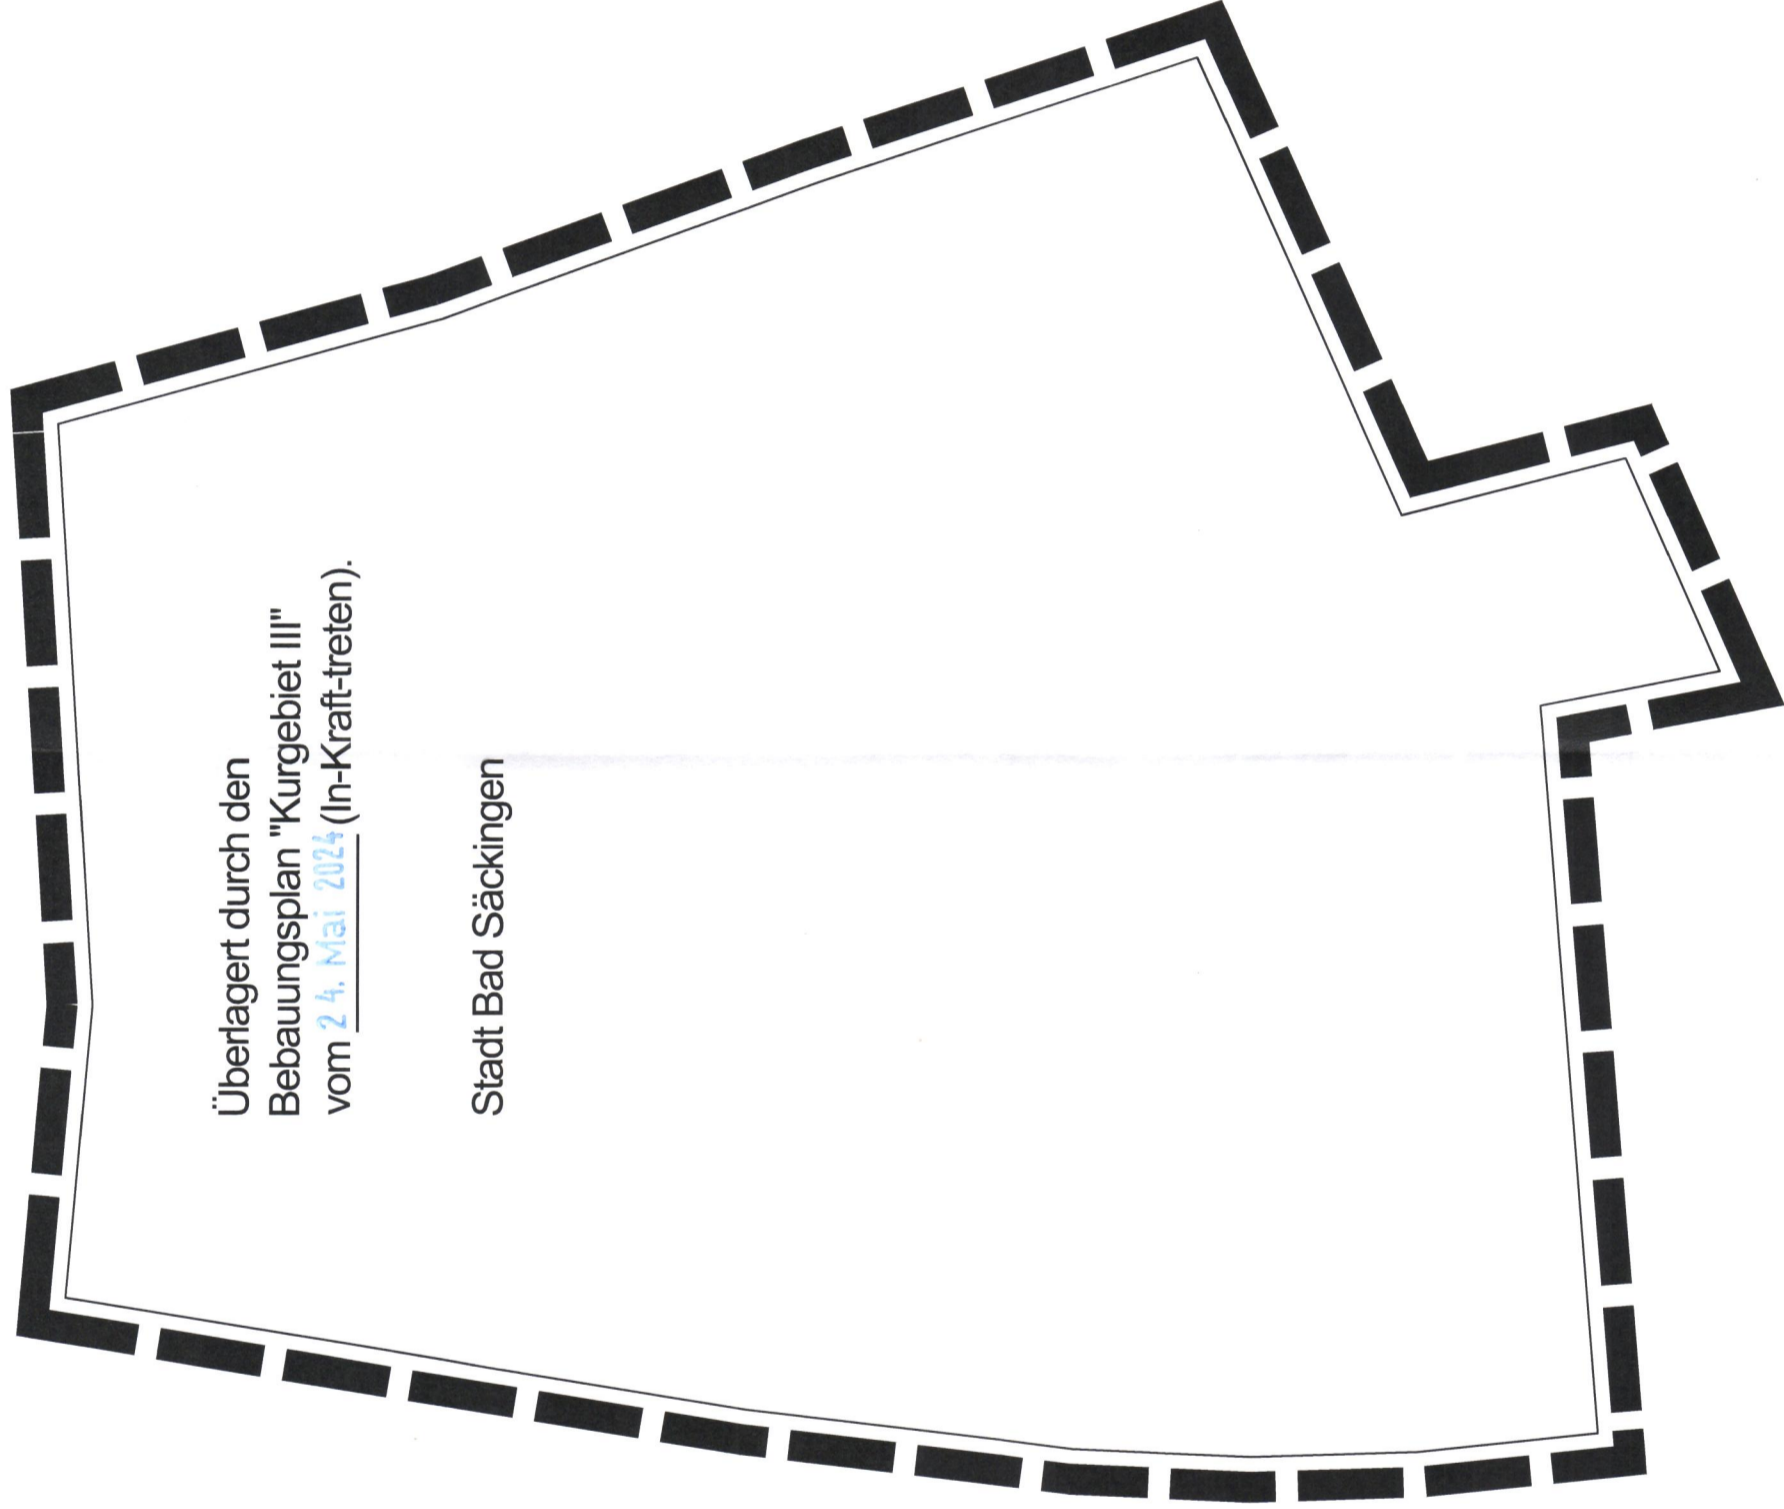 Überlagert durch den
Bebauungsplan "Kurgebiet III"
vom 24. Mai 2024 (In-Kraft-treten).
Stadt Bad Säckingen